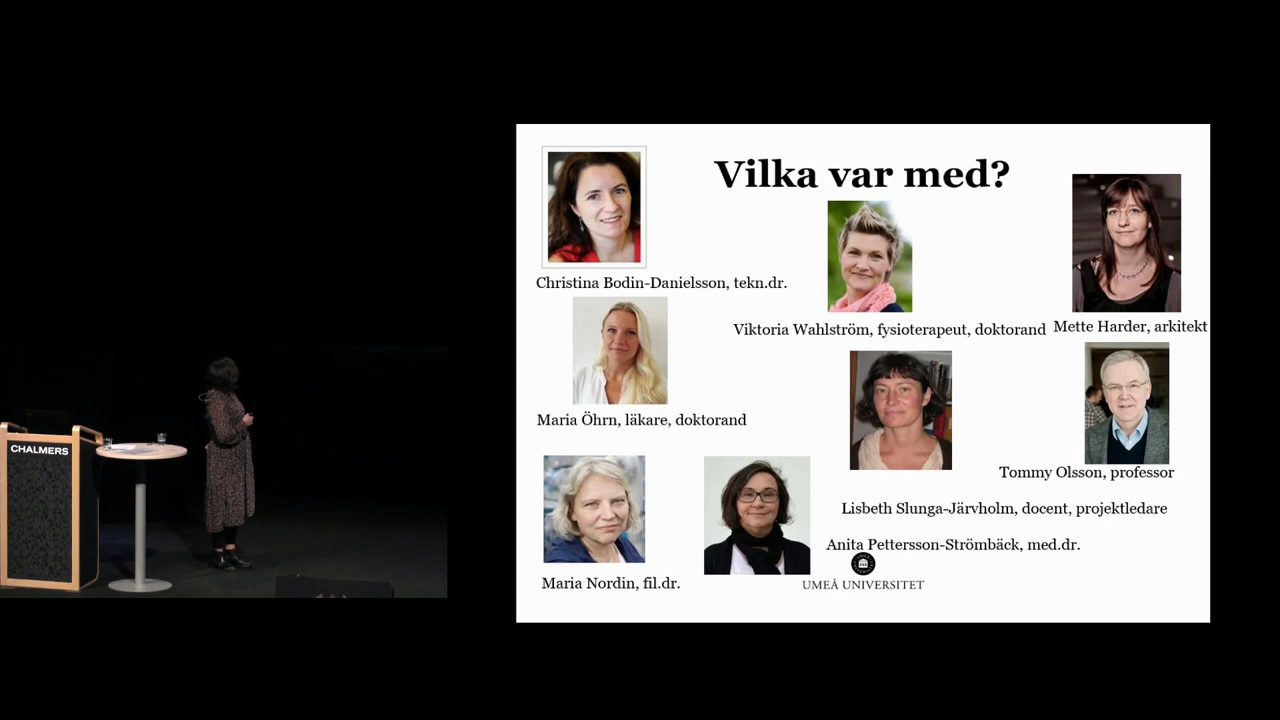 CHALMERS
Vilka var med?
Christina Bodin-Danielsson, tekn.dr.
Viktoria Wahlström, fysioterapeut, doktorand
Mette Harder, arkitekt
Maria Öhrn, läkare, doktorand
Tommy Olsson, professor
Lisbeth Slunga-Järvholm, docent, projektledare
Anita Pettersson-Strömbäck, med.dr.
Maria Nordin, fil.dr.
UMEÅ UNIVERSITET